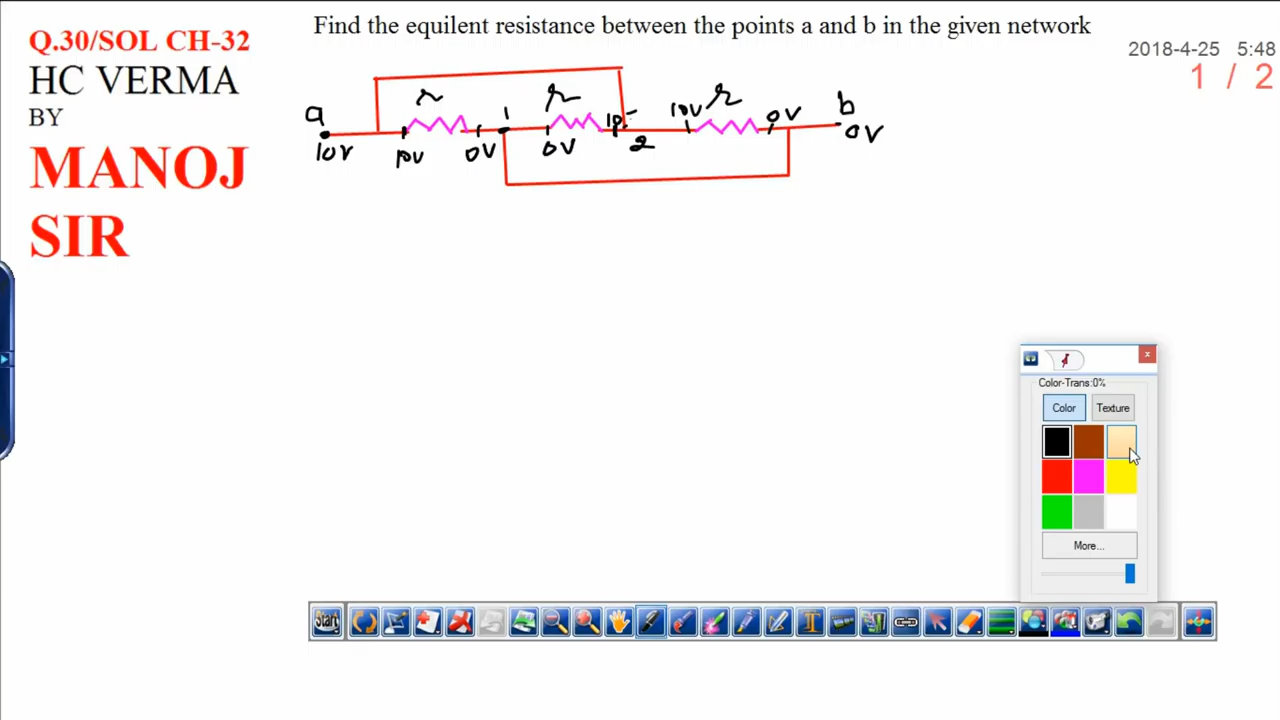 Find the equilent resistance between the points a and b in the given network
Q.30/SOL CH-32
HC VERMA
BY
MANOJ
SIR
2018-4-25 5:48
1 / 2
a r 1 r 10V r 0V b
10V 10V 0V 0V 2 0V
Color-Trans:0%
Color Texture
More...
Start